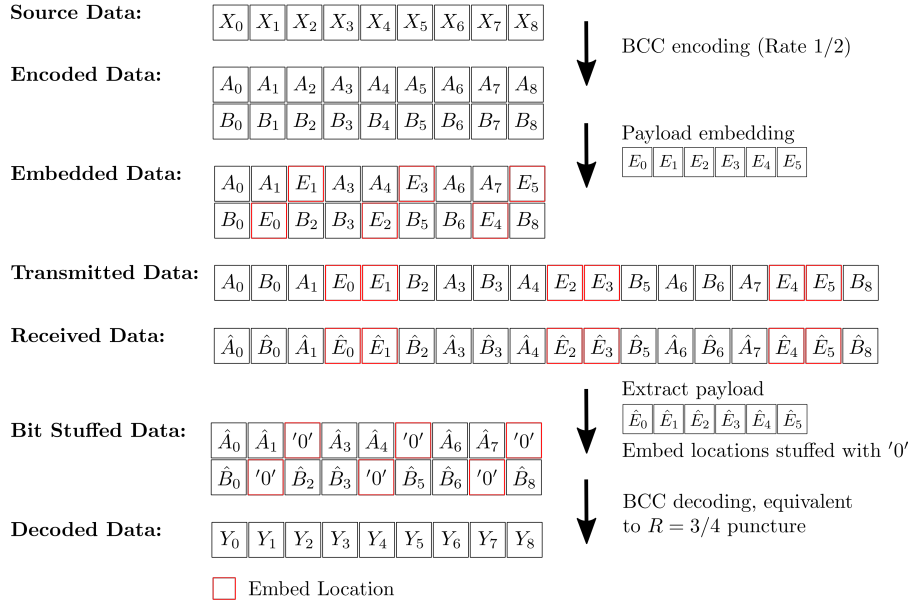 Source Data: X₀ X₁ X₂ X₃ X₄ X₅ X₆ X₇ X₈
BCC encoding (Rate 1/2)
Encoded Data: A₀ A₁ A₂ A₃ A₄ A₅ A₆ A₇ A₈
B₀ B₁ B₂ B₃ B₄ B₅ B₆ B₇ B₈
Payload embedding
E₀ E₁ E₂ E₃ E₄ E₅
Embedded Data: A₀ A₁ E₁ A₃ A₄ E₃ A₆ A₇ E₅
B₀ E₀ B₂ B₃ E₂ B₅ B₆ E₄ B₈
Transmitted Data: A₀ B₀ A₁ E₀ E₁ B₂ A₃ B₃ A₄ E₂ E₃ B₅ A₆ B₆ A₇ E₄ E₅ B₈
Received Data: Â₀ B̂₀ Â₁ Ê₀ Ê₁ B̂₂ Â₃ B̂₃ Â₄ Ê₂ Ê₃ B̂₅ Â₆ B̂₆ Â₇ Ê₄ Ê₅ B̂₈
Extract payload
Ê₀ Ê₁ Ê₂ Ê₃ Ê₄ Ê₅
Embed locations stuffed with ′0′
Bit Stuffed Data: Â₀ Â₁ ′0′ Â₃ Â₄ ′0′ Â₆ Â₇ ′0′
B̂₀ ′0′ B̂₂ B̂₃ ′0′ B̂₅ B̂₆ ′0′ B̂₈
BCC decoding, equivalent
to R = 3/4 puncture
Decoded Data: Y₀ Y₁ Y₂ Y₃ Y₄ Y₅ Y₆ Y₇ Y₈
Embed Location